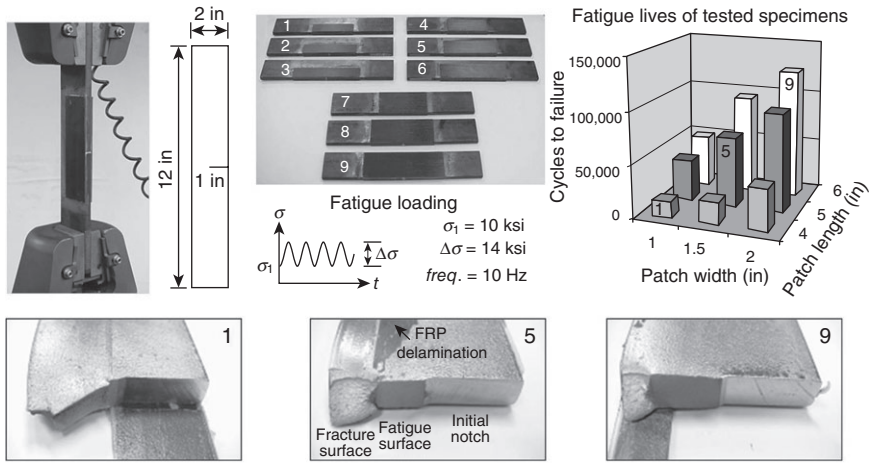 2 in
12 in
1 in
1
2
3
4
5
6
7
8
9
Fatigue loading
σ
σ1
Δσ
t
σ1 = 10 ksi
Δσ = 14 ksi
freq. = 10 Hz
Fatigue lives of tested specimens
Cycles to failure
150,000
100,000
50,000
0
1
5
9
1
1.5
2
Patch width (in)
4
5
6
Patch length (in)
1
5
FRP
delamination
Fracture
surface
Fatigue
surface
Initial
notch
9